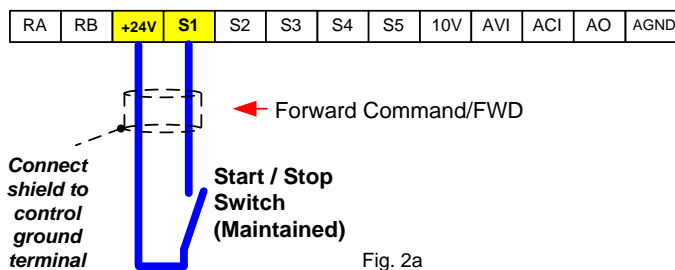 RA RB +24V S1 S2 S3 S4 S5 10V AVI ACI AO AGND
Forward Command/FWD
Connect
shield to
control
ground
terminal
Start / Stop
Switch
(Maintained)
Fig. 2a